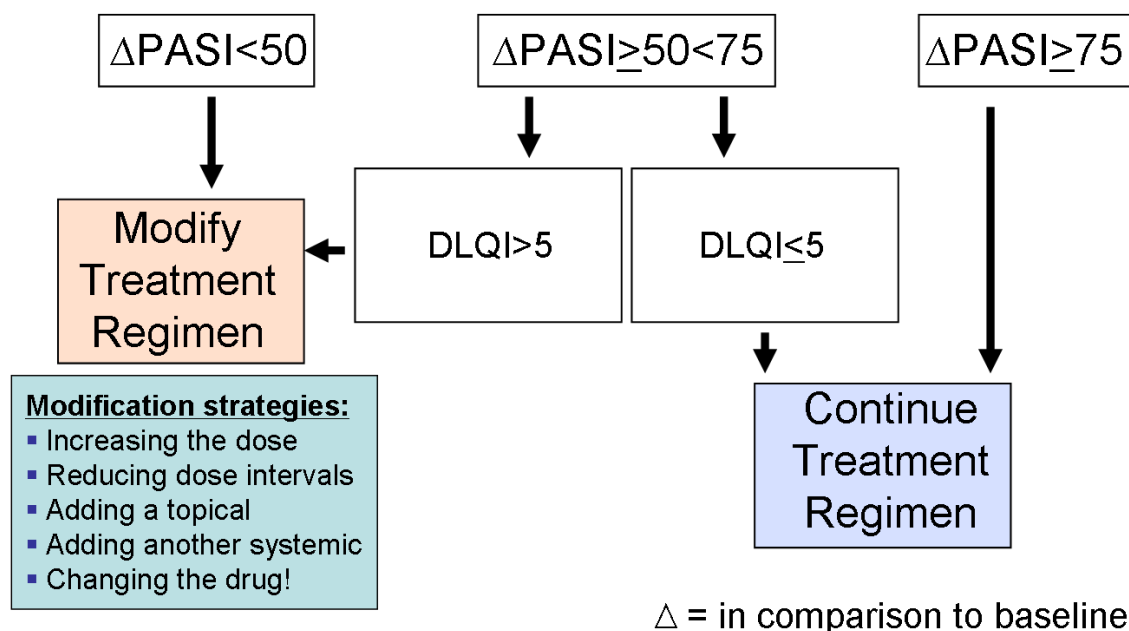 ΔPASI<50
ΔPASI≥50<75
ΔPASI≥75
Modify
Treatment
Regimen
DLQI>5
DLQI≤5
Modification strategies:
▪ Increasing the dose
▪ Reducing dose intervals
▪ Adding a topical
▪ Adding another systemic
▪ Changing the drug!
Continue
Treatment
Regimen
Δ = in comparison to baseline